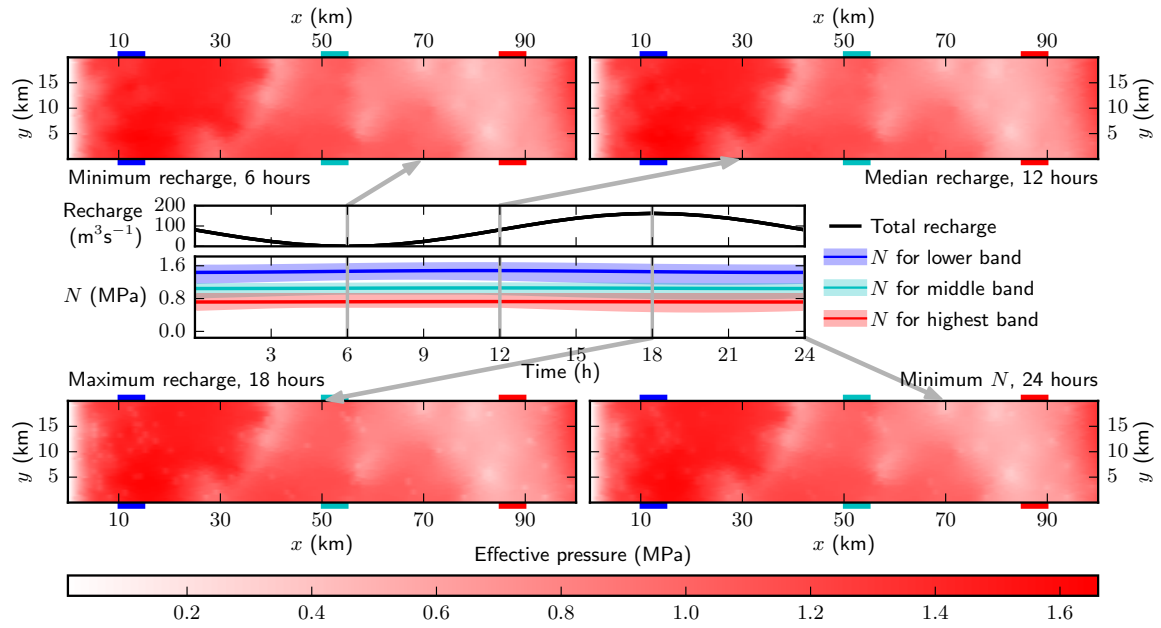 x (km) x (km)
10 30 50 70 90 10 30 50 70 90
y (km) 15 10 5 15 10 5 y (km)
Minimum recharge, 6 hours Median recharge, 12 hours
Recharge (m³s⁻¹) 200 100 0
N (MPa) 1.6 0.8 0.0
3 6 9 12 15 18 21 24
Time (h)
Total recharge
N for lower band
N for middle band
N for highest band
Maximum recharge, 18 hours Minimum N, 24 hours
y (km) 15 10 5 15 10 5 y (km)
10 30 50 70 90 10 30 50 70 90
x (km) x (km)
Effective pressure (MPa)
0.2 0.4 0.6 0.8 1.0 1.2 1.4 1.6